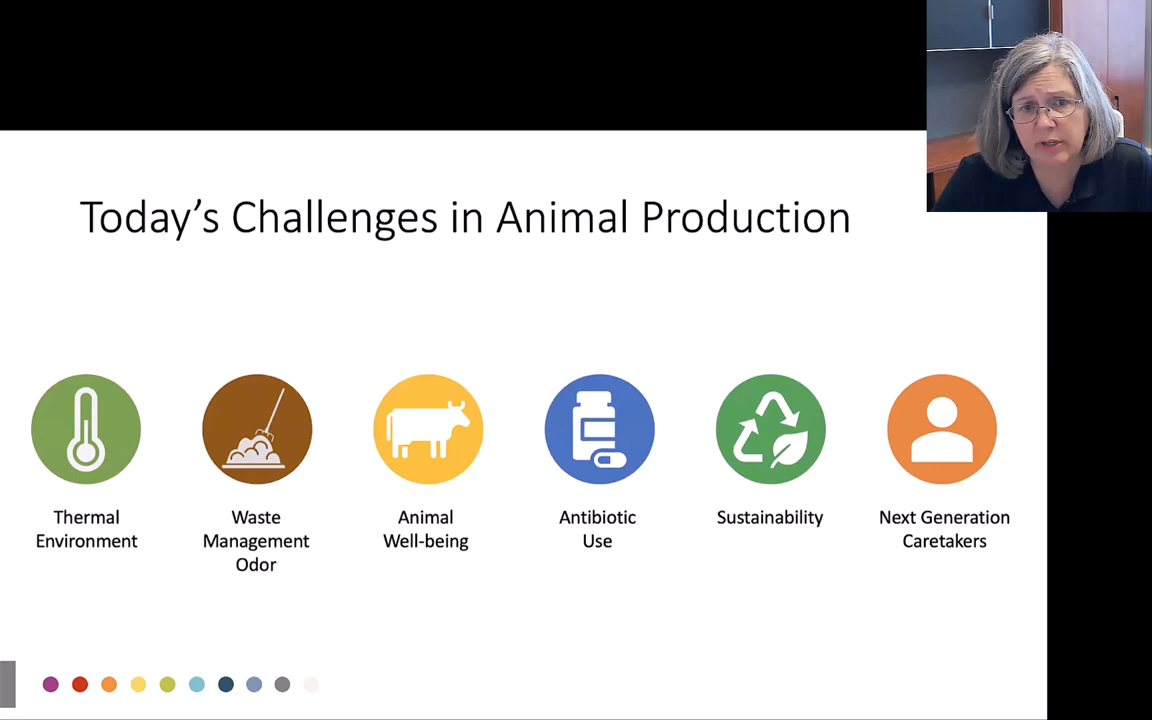 Today's Challenges in Animal Production
Thermal
Environment
Waste
Management
Odor
Animal
Well-being
Antibiotic
Use
Sustainability
Next Generation
Caretakers